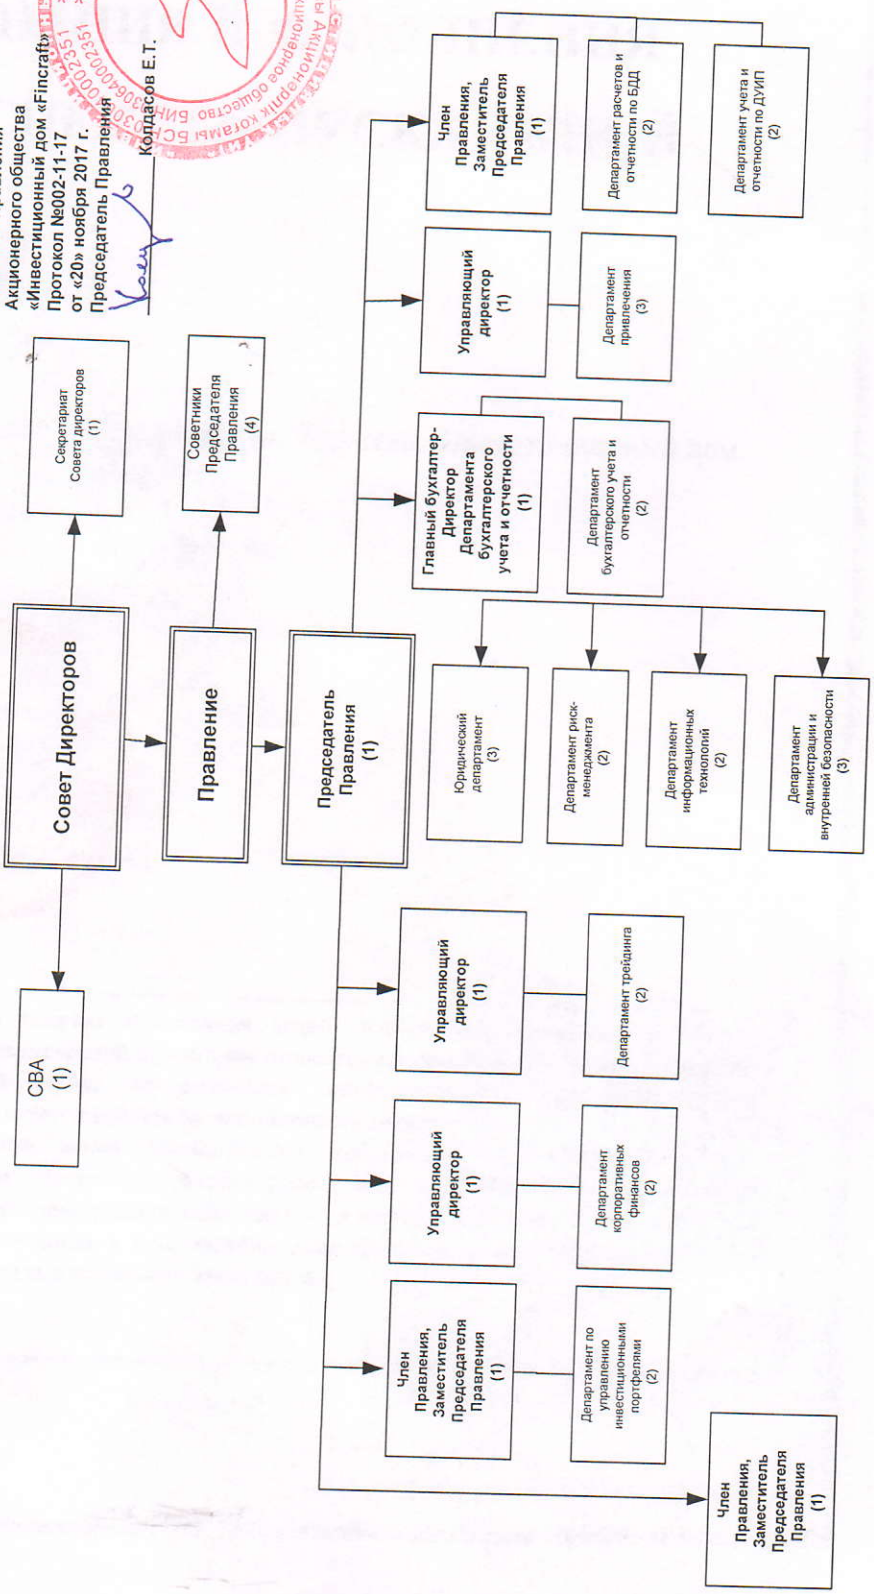 Акционерного общества
«Инвестиционный дом «Fincraft»
Протокол №002-11-17
от «20» ноября 2017 г.
Председатель Правления
Колдасов Е.Т.
Секретариат
Совета директоров
(1)
Советники
Председателя
Правления
(4)
Совет Директоров
СВА
(1)
Правление
Председатель
Правления
(1)
Член
Правления,
Заместитель
Председателя
Правления
(1)
Член
Правления,
Заместитель
Председателя
Правления
(1)
Департамент по
управлению
инвестиционными
портфелями
(2)
Управляющий
директор
(1)
Департамент
корпоративных
финансов
(2)
Управляющий
директор
(1)
Департамент трейдинга
(2)
Юридический
департамент
(3)
Департамент риск-
менеджмента
(2)
Департамент
информационных
технологий
(2)
Департамент
администрации и
внутренней безопасности
(3)
Главный бухгалтер-
Директор
Департамента
бухгалтерского
учета и отчетности
(1)
Департамент
бухгалтерского учета и
отчетности
(2)
Управляющий
директор
(1)
Департамент
привлечения
(3)
Член
Правления,
Заместитель
Председателя
Правления
(1)
Департамент расчетов и
отчетности по БДД
(2)
Департамент учета и
отчетности по ДУИП
(2)